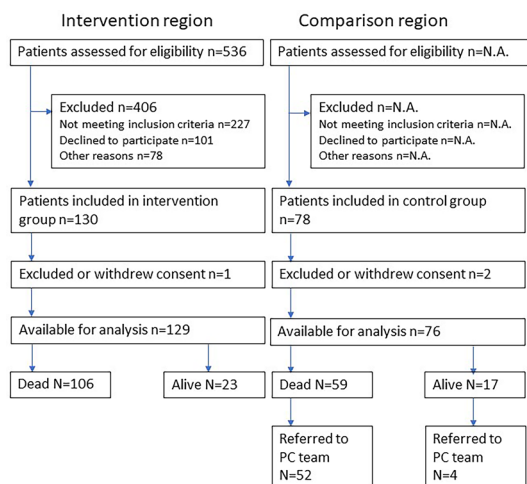 Intervention region
Patients assessed for eligibility n=536
Excluded n=406
Not meeting inclusion criteria n=227
Declined to participate n=101
Other reasons n=78
Patients included in intervention
group n=130
Excluded or withdrew consent n=1
Available for analysis n=129
Dead N=106
Alive N=23
Comparison region
Patients assessed for eligibility n=N.A.
Excluded n=N.A.
Not meeting inclusion criteria n=N.A.
Declined to participate n=N.A.
Other reasons n=N.A.
Patients included in control group
n=78
Excluded or withdrew consent n=2
Available for analysis n=76
Dead N=59
Alive N=17
Referred to
PC team
N=52
Referred to
PC team
N=4